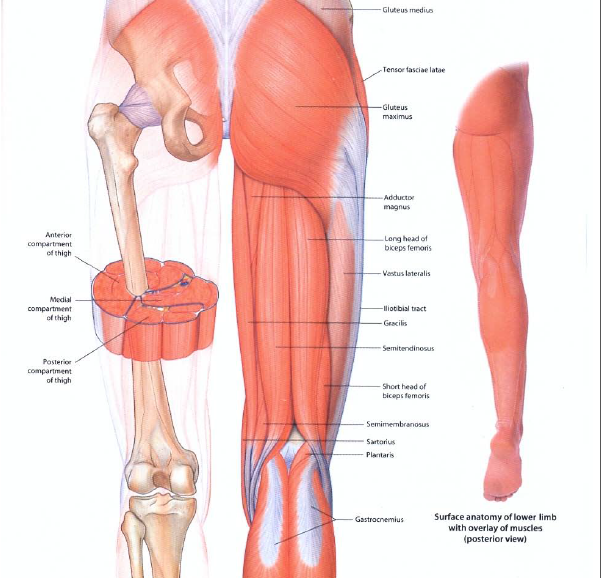 Gluteus medius
Tensor fasciae latae
Gluteus
maximus
Adductor
magnus
Long head of
biceps femoris
Vastus lateralis
Iliotibial tract
Gracilis
Semitendinosus
Short head of
biceps femoris
Semimembranosus
Sartorius
Plantaris
Gastrocnemius
Anterior
compartment
of thigh
Medial
compartment
of thigh
Posterior
compartment
of thigh
Surface anatomy of lower limb
with overlay of muscles
(posterior view)